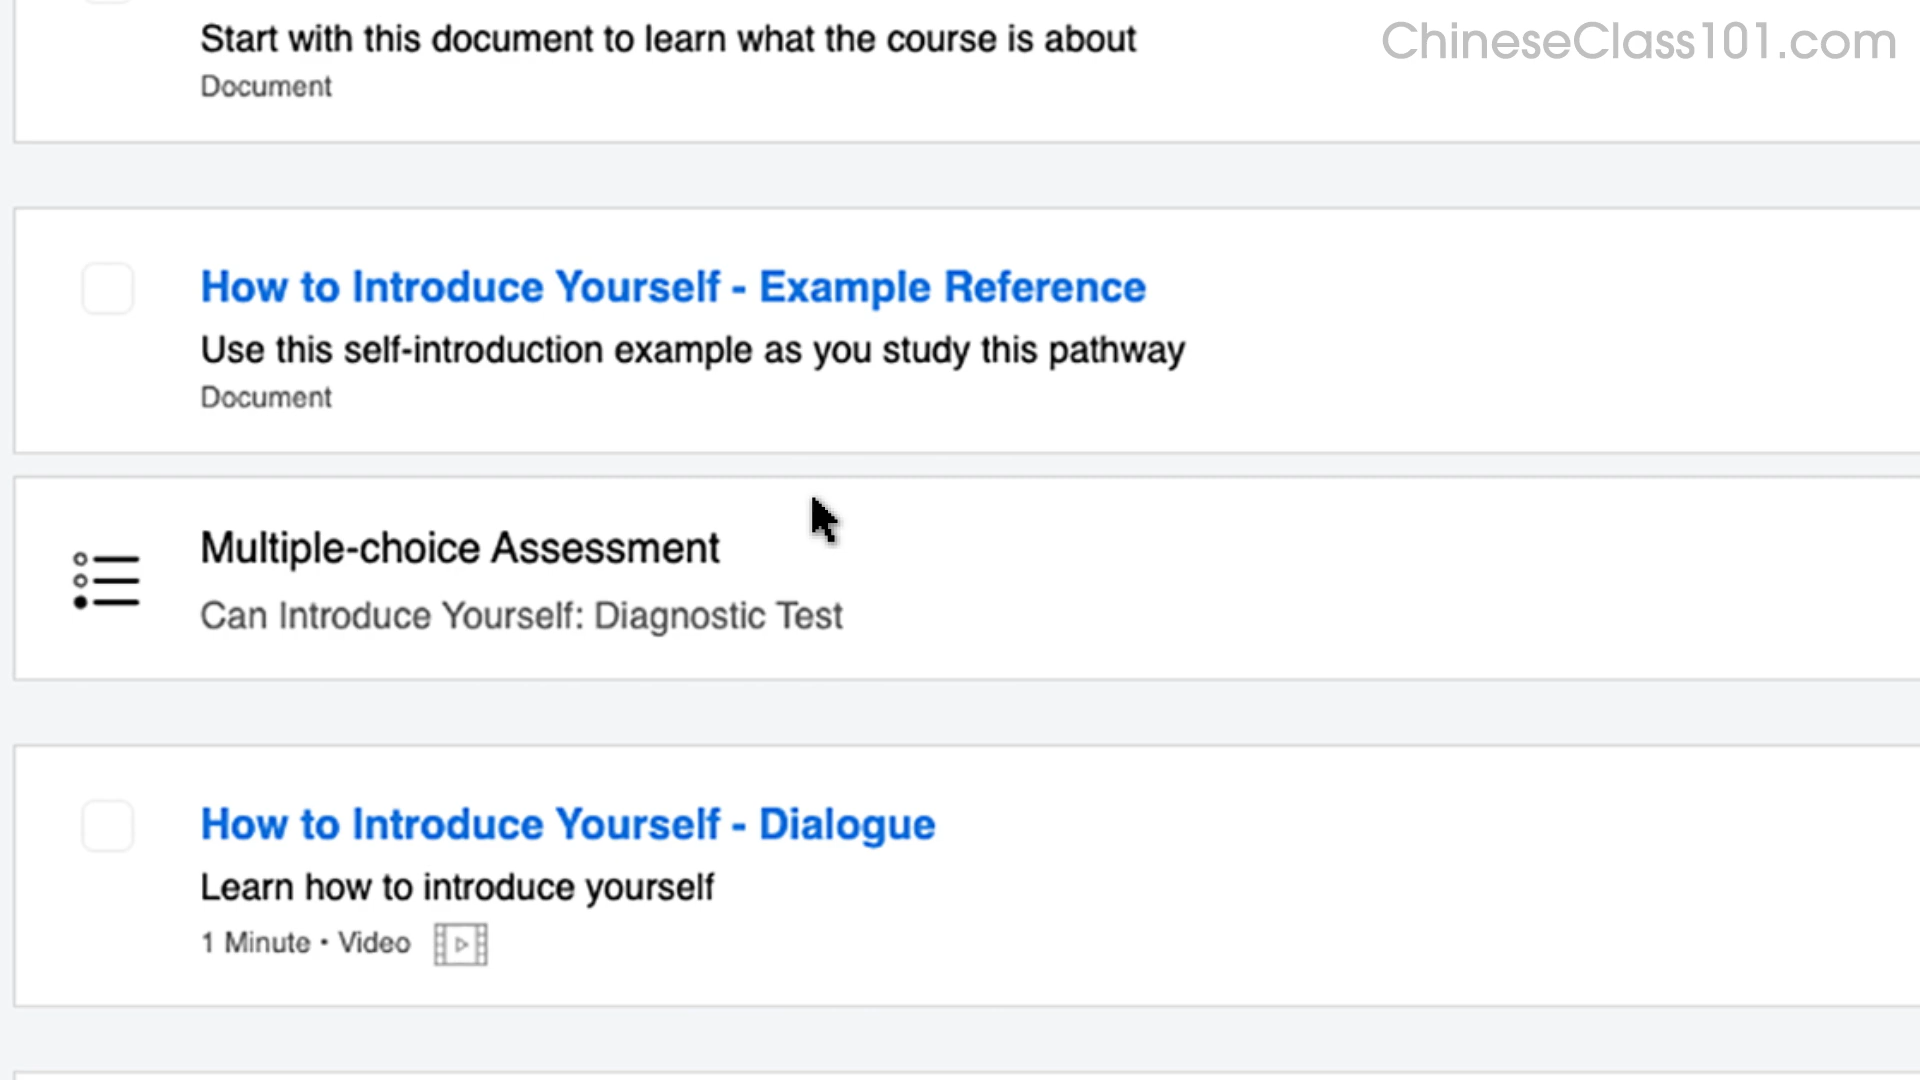 ChineseClass101.com
Start with this document to learn what the course is about
Document
How to Introduce Yourself - Example Reference
Use this self-introduction example as you study this pathway
Document
Multiple-choice Assessment
Can Introduce Yourself: Diagnostic Test
How to Introduce Yourself - Dialogue
Learn how to introduce yourself
1 Minute • Video